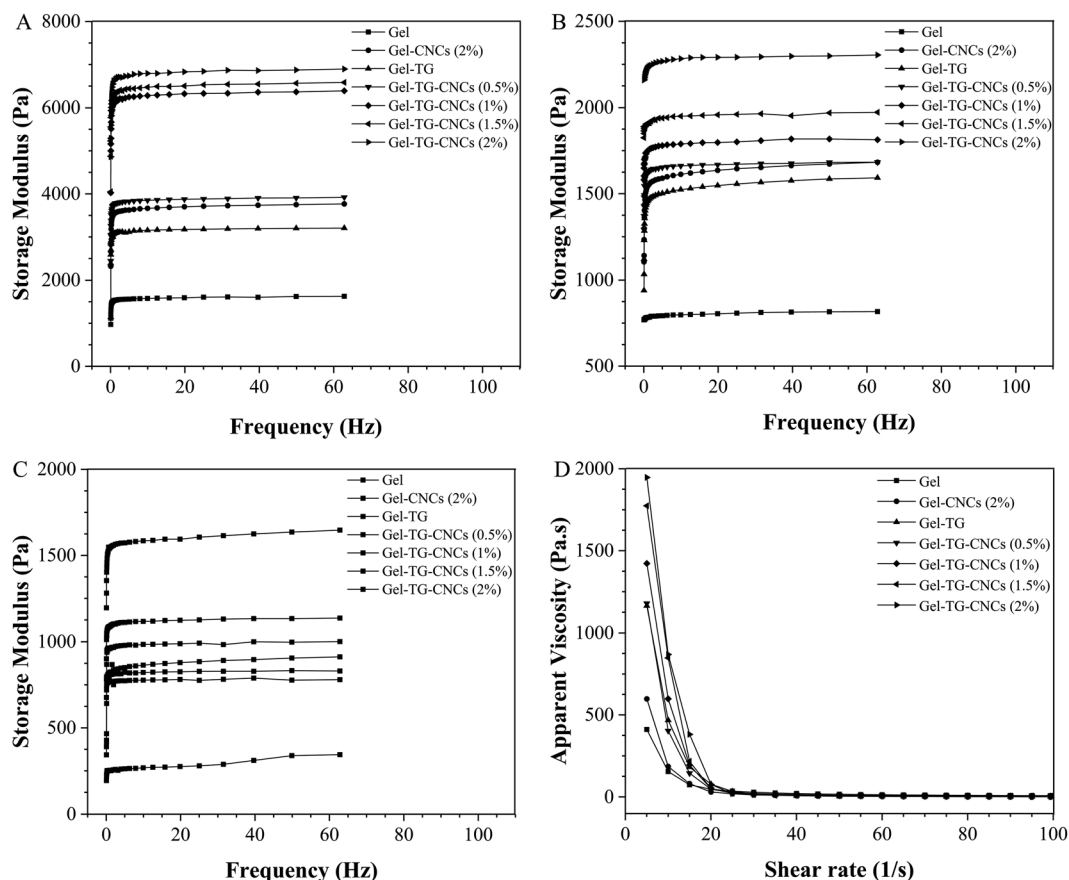 A
8000
6000
4000
2000
0
Storage Modulus (Pa)
0 20 40 60 80 100
Frequency (Hz)
Gel
Gel-CNCs (2%)
Gel-TG
Gel-TG-CNCs (0.5%)
Gel-TG-CNCs (1%)
Gel-TG-CNCs (1.5%)
Gel-TG-CNCs (2%)
B
2500
2000
1500
1000
500
Storage Modulus (Pa)
0 20 40 60 80 100
Frequency (Hz)
Gel
Gel-CNCs (2%)
Gel-TG
Gel-TG-CNCs (0.5%)
Gel-TG-CNCs (1%)
Gel-TG-CNCs (1.5%)
Gel-TG-CNCs (2%)
C
2000
1500
1000
500
0
Storage Modulus (Pa)
0 20 40 60 80 100
Frequency (Hz)
Gel
Gel-CNCs (2%)
Gel-TG
Gel-TG-CNCs (0.5%)
Gel-TG-CNCs (1%)
Gel-TG-CNCs (1.5%)
Gel-TG-CNCs (2%)
D
2000
1500
1000
500
0
Apparent Viscosity (Pa.s)
0 20 40 60 80 100
Shear rate (1/s)
Gel
Gel-CNCs (2%)
Gel-TG
Gel-TG-CNCs (0.5%)
Gel-TG-CNCs (1%)
Gel-TG-CNCs (1.5%)
Gel-TG-CNCs (2%)